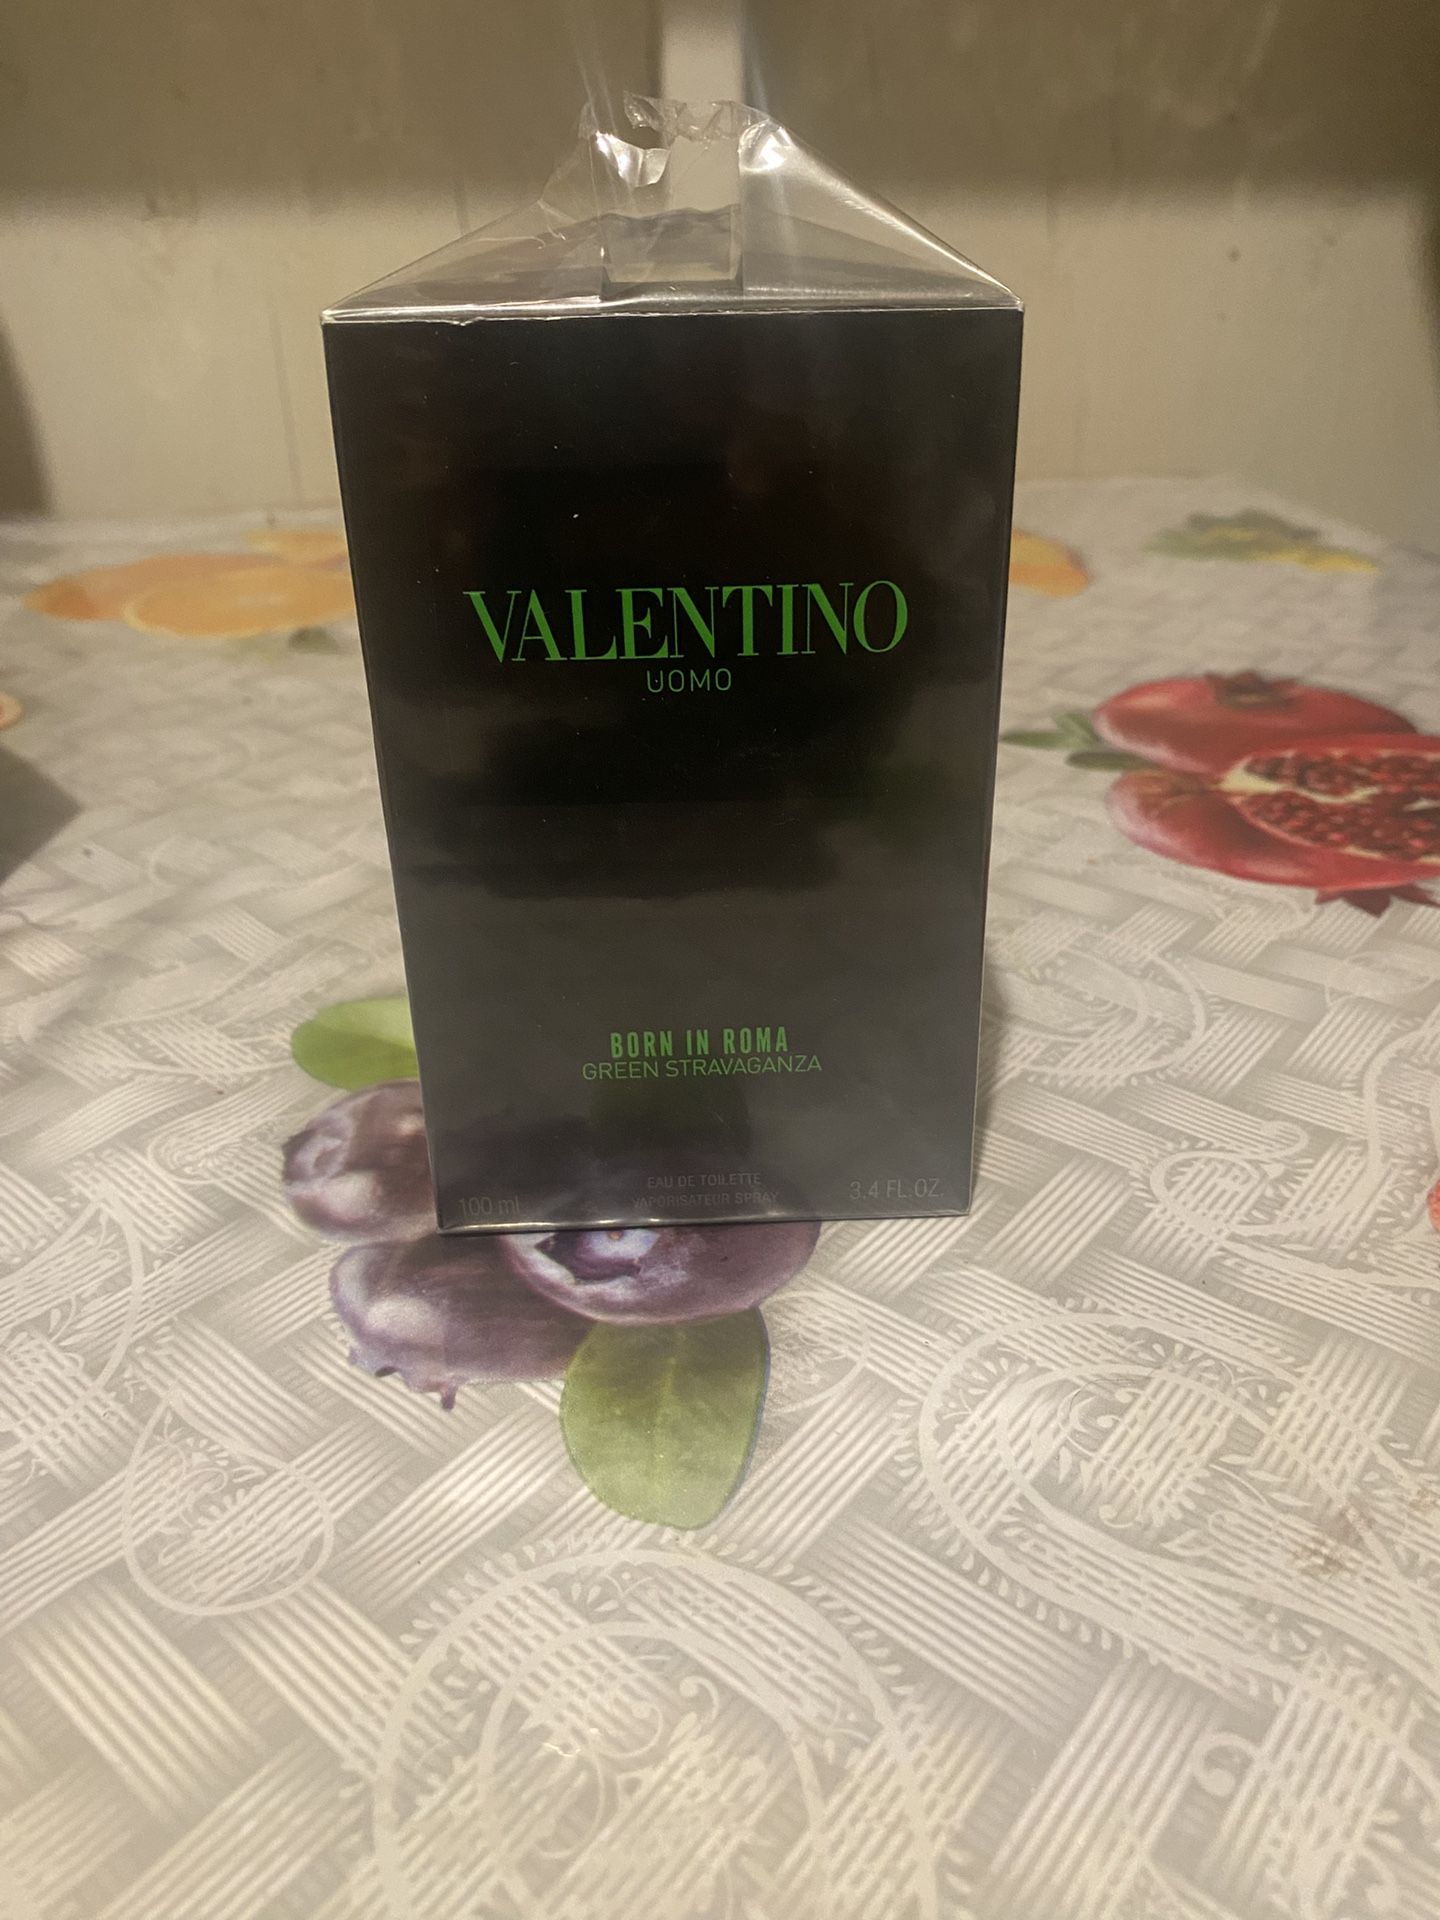 VALENTINO
UOMO
BORN IN ROMA
GREEN STRAVAGANZA
EAU DE TOILETTE
100 ml VAPORISATEUR SPRAY 3.4 FL.OZ.